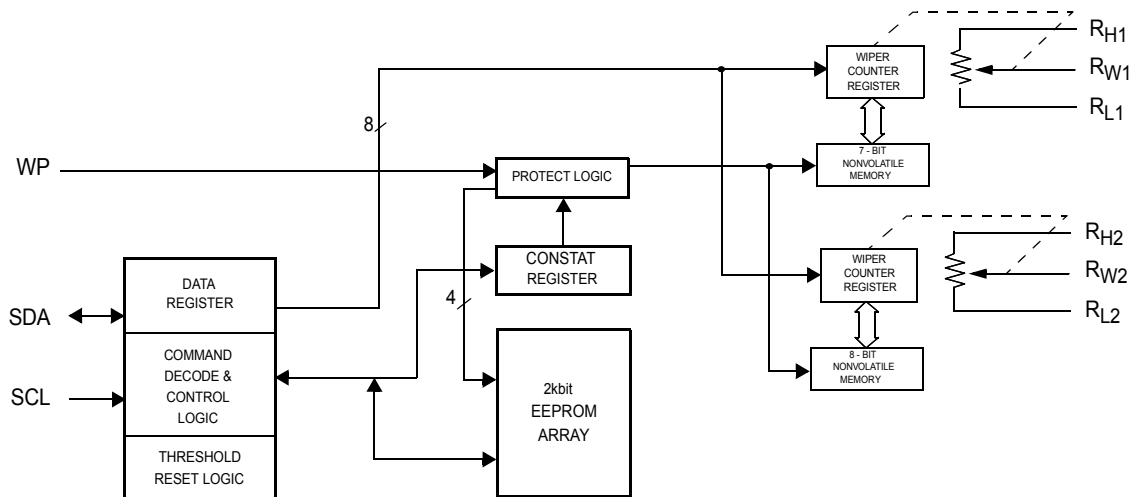 WIPER
COUNTER
REGISTER
RH1
RW1
RL1
8
WP
PROTECT LOGIC
7 - BIT
NONVOLATILE
MEMORY
CONSTAT
REGISTER
WIPER
COUNTER
REGISTER
RH2
RW2
RL2
DATA
REGISTER
4
SDA
COMMAND
DECODE &
CONTROL
LOGIC
SCL
2kbit
EEPROM
ARRAY
8 - BIT
NONVOLATILE
MEMORY
THRESHOLD
RESET LOGIC